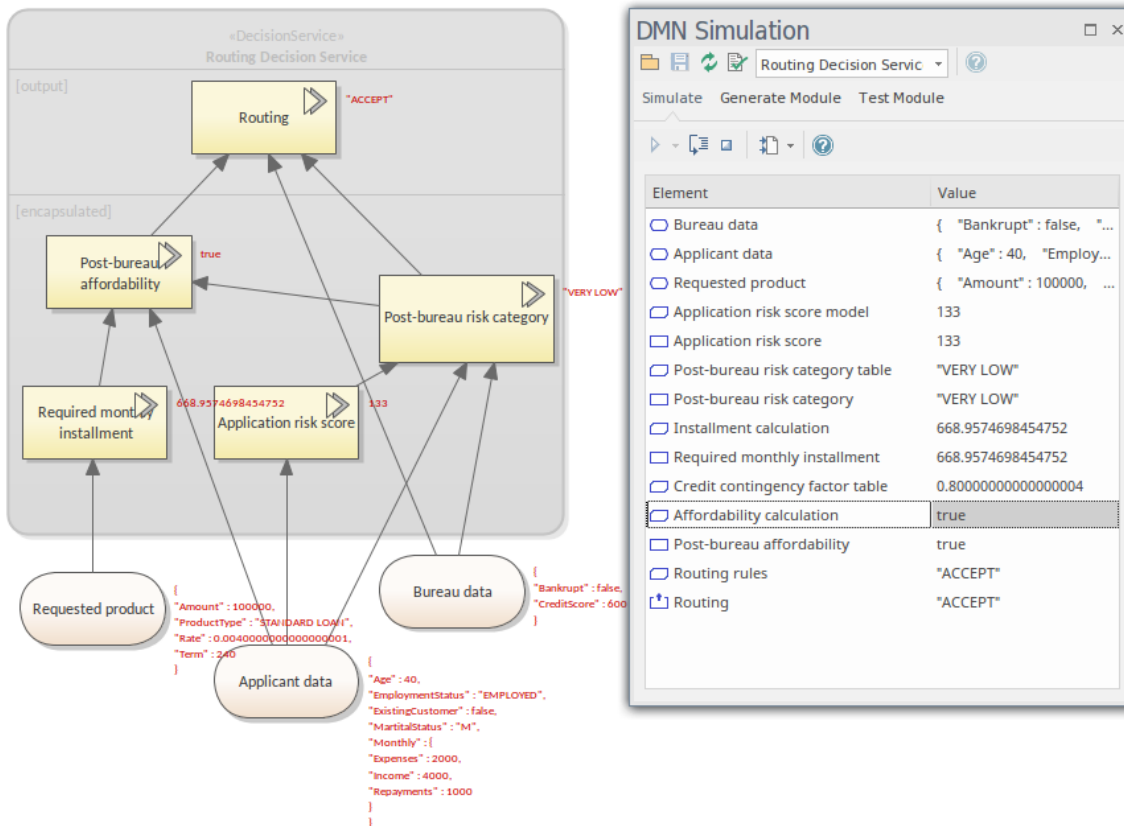 «DecisionService»
Routing Decision Service
[output]
Routing
"ACCEPT"
[encapsulated]
Post-bureau
affordability
true
Post-bureau risk category
"VERY LOW"
Required monthly
installment
668.9574698454752
Application risk score
133
Requested product
{
"Amount" : 100000,
"ProductType" : "STANDARD LOAN",
"Rate" : 0.0040000000000000001,
"Term" : 240
}
Bureau data
{
"Bankrupt" : false,
"CreditScore" : 600
}
Applicant data
{
"Age" : 40,
"EmploymentStatus" : "EMPLOYED",
"ExistingCustomer" : false,
"MartitalStatus" : "M",
"Monthly" : {
"Expenses" : 2000,
"Income" : 4000,
"Repayments" : 1000
}
}
DMN Simulation
Routing Decision Servic
Simulate Generate Module Test Module
Element Value
Bureau data { "Bankrupt" : false, "...
Applicant data { "Age" : 40, "Employ...
Requested product { "Amount" : 100000, ...
Application risk score model 133
Application risk score 133
Post-bureau risk category table "VERY LOW"
Post-bureau risk category "VERY LOW"
Installment calculation 668.9574698454752
Required monthly installment 668.9574698454752
Credit contingency factor table 0.80000000000000004
Affordability calculation true
Post-bureau affordability true
Routing rules "ACCEPT"
Routing "ACCEPT"